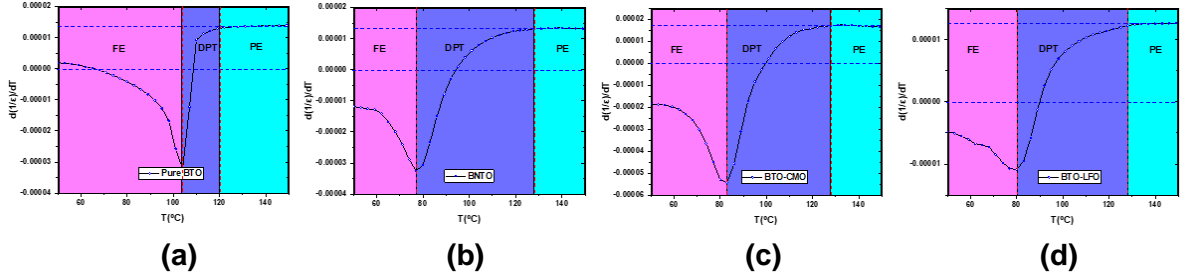 0.00002
0.00001
0.00000
-0.00001
-0.00002
-0.00003
-0.00004
d(1/ε)/dT
FE DPT PE
Pure BTO
60 80 100 120 140
T(ºC)
(a)
0.00002
0.00001
0.00000
-0.00001
-0.00002
-0.00003
-0.00004
d(1/ε)/dT
FE DPT PE
BNTO
60 80 100 120 140
T(ºC)
(b)
0.00002
0.00001
0.00000
-0.00001
-0.00002
-0.00003
-0.00004
-0.00005
-0.00006
d(1/ε)/dT
FE DPT PE
BTO-CMO
60 80 100 120 140
T(ºC)
(c)
0.00001
0.00000
-0.00001
d(1/ε)/dT
FE DPT PE
BTO-LFO
60 80 100 120 140
T(ºC)
(d)